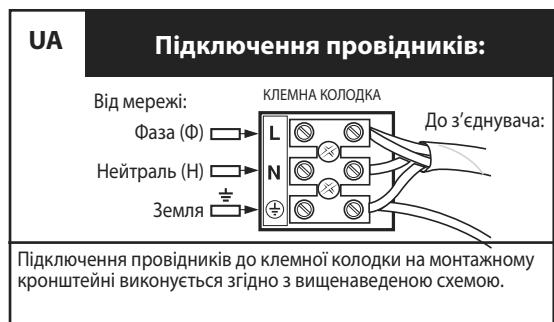 UA
Підключення провідників:
КЛЕМНА КОЛОДКА
Від мережі:
До з’єднувача:
Фаза (Ф)
L
Нейтраль (Н)
N
Земля
Підключення провідників до клемної колодки на монтажному
кронштейні виконується згідно з вищенаведеною схемою.